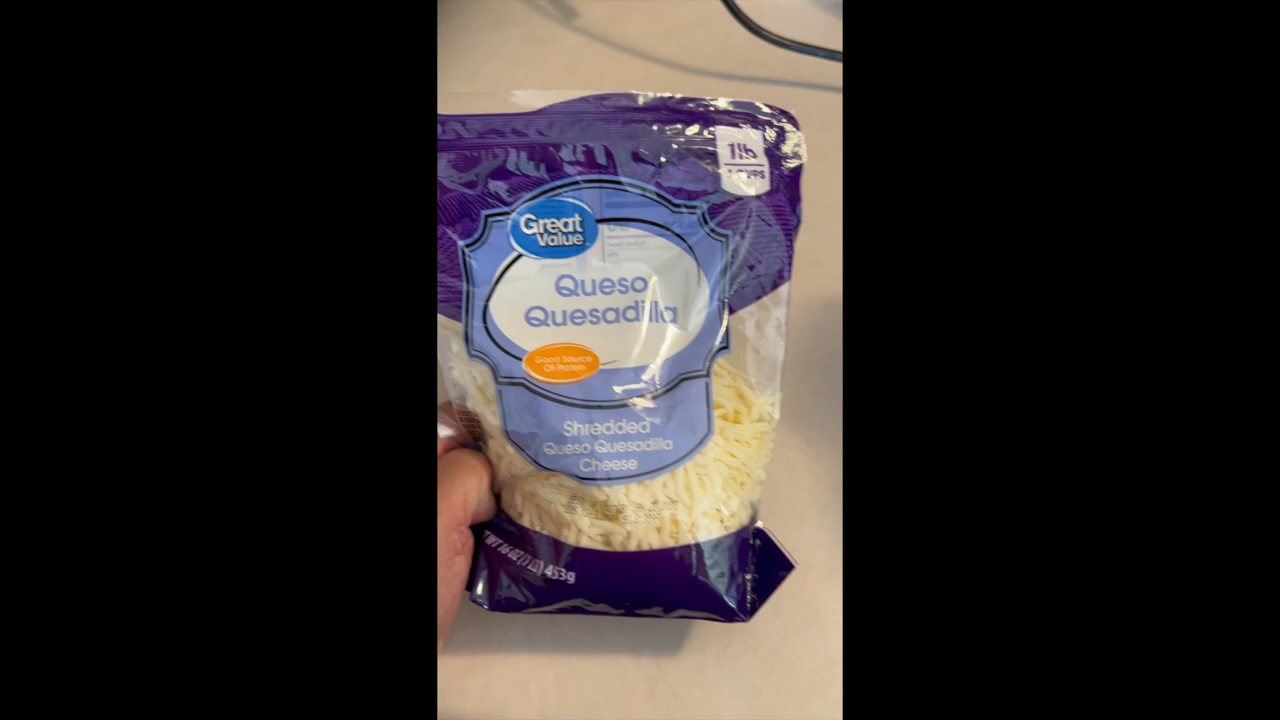 1lb
Great
Value
Queso
Quesadilla
Good Source
Of Protein
Shredded
Queso Quesadilla
Cheese
453g